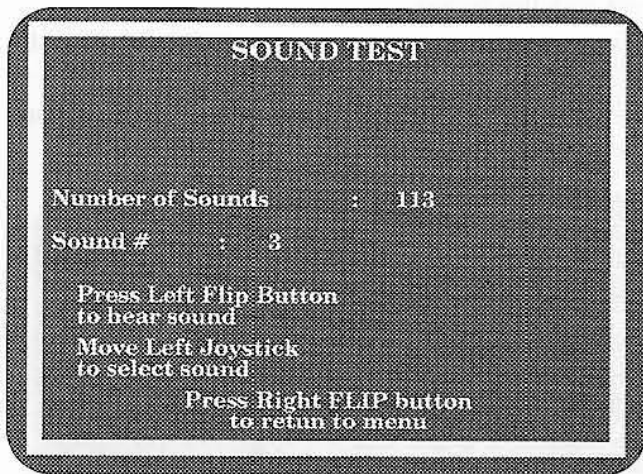 SOUND TEST
Number of Sounds : 113
Sound # : 3
Press Left Flip Button
to hear sound
Move Left Joystick
to select sound
Press Right FLIP button
to retun to menu